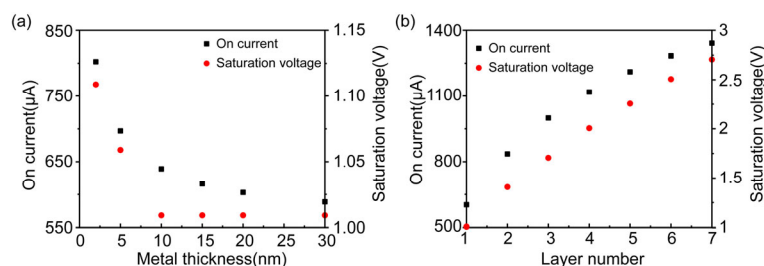 (a)
850
750
650
550
On current(μA)
0
5
10
15
20
25
30
Metal thickness(nm)
1.15
1.10
1.05
1.00
Saturation voltage(V)
On current
Saturation voltage
(b)
1400
1100
800
500
On current(μA)
1
2
3
4
5
6
7
Layer number
3
2.5
2
1.5
1
Saturation voltage(V)
On current
Saturation voltage